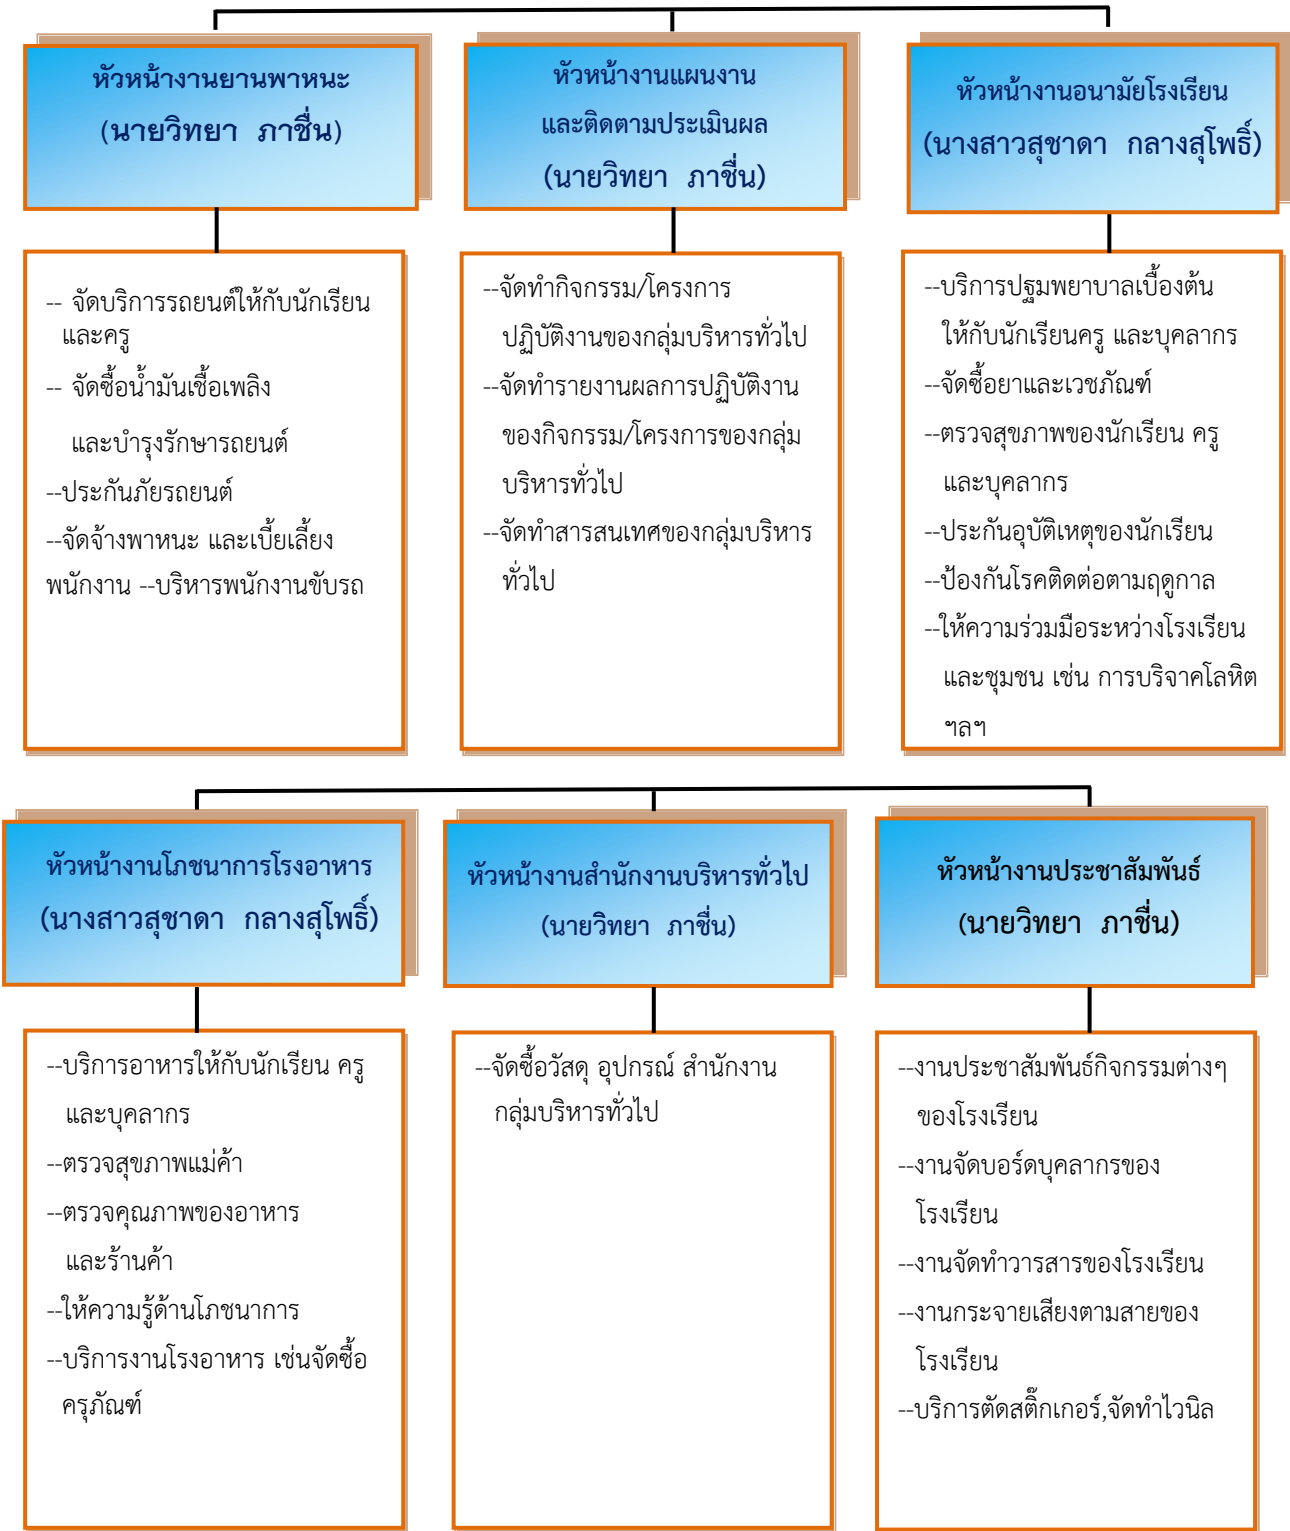 หัวหน้างานยานพาหนะ
(นายวิทยา ภาชื่น)
หัวหน้างานแผนงาน
และติดตามประเมินผล
(นายวิทยา ภาชื่น)
หัวหน้างานอนามัยโรงเรียน
(นางสาวสุชาดา กลางสุโพธิ์)
-- จัดบริการรถยนต์ให้กับนักเรียน
และครู
-- จัดซื้อน้ำมันเชื้อเพลิง
และบำรุงรักษารถยนต์
--ประกันภัยรถยนต์
--จัดจ้างพาหนะ และเบี้ยเลี้ยง
พนักงาน --บริหารพนักงานขับรถ
--จัดทำกิจกรรม/โครงการ
ปฏิบัติงานของกลุ่มบริหารทั่วไป
--จัดทำรายงานผลการปฏิบัติงาน
ของกิจกรรม/โครงการของกลุ่ม
บริหารทั่วไป
--จัดทำสารสนเทศของกลุ่มบริหาร
ทั่วไป
--บริการปฐมพยาบาลเบื้องต้น
ให้กับนักเรียนครู และบุคลากร
--จัดซื้อยาและเวชภัณฑ์
--ตรวจสุขภาพของนักเรียน ครู
และบุคลากร
--ประกันอุบัติเหตุของนักเรียน
--ป้องกันโรคติดต่อตามฤดูกาล
--ให้ความร่วมมือระหว่างโรงเรียน
และชุมชน เช่น การบริจาคโลหิต
ฯลฯ
หัวหน้างานโภชนาการโรงอาหาร
(นางสาวสุชาดา กลางสุโพธิ์)
หัวหน้างานสำนักงานบริหารทั่วไป
(นายวิทยา ภาชื่น)
หัวหน้างานประชาสัมพันธ์
(นายวิทยา ภาชื่น)
--บริการอาหารให้กับนักเรียน ครู
และบุคลากร
--ตรวจสุขภาพแม่ค้า
--ตรวจคุณภาพของอาหาร
และร้านค้า
--ให้ความรู้ด้านโภชนาการ
--บริการงานโรงอาหาร เช่นจัดซื้อ
ครุภัณฑ์
--จัดซื้อวัสดุ อุปกรณ์ สำนักงาน
กลุ่มบริหารทั่วไป
--งานประชาสัมพันธ์กิจกรรมต่างๆ
ของโรงเรียน
--งานจัดบอร์ดบุคลากรของ
โรงเรียน
--งานจัดทำวารสารของโรงเรียน
--งานกระจายเสียงตามสายของ
โรงเรียน
--บริการตัดสติ๊กเกอร์,จัดทำไวนิล